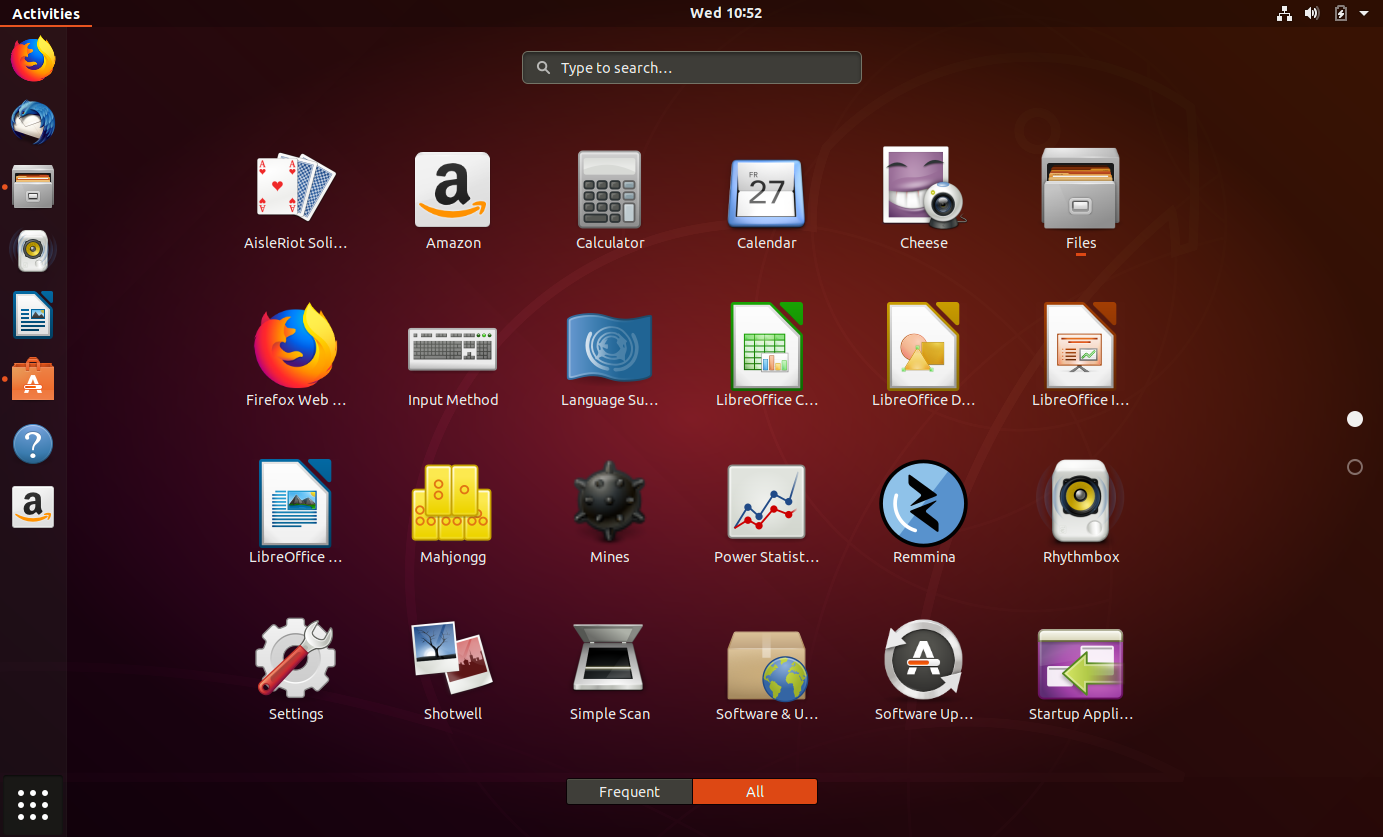 Activities
Wed 10:52
Type to search…
AisleRiot Soli…
Amazon
Calculator
FR
27
Calendar
Cheese
Files
Firefox Web …
Input Method
Language Su…
LibreOffice C…
LibreOffice D…
LibreOffice I…
LibreOffice …
Mahjongg
Mines
Power Statist…
Remmina
Rhythmbox
Settings
Shotwell
Simple Scan
Software & U…
Software Up…
Startup Appli…
Frequent
All